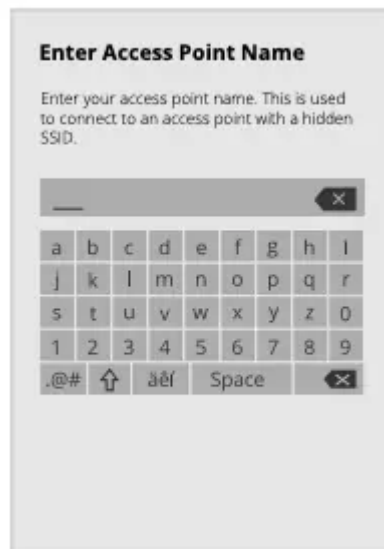 Enter Access Point Name
Enter your access point name. This is used
to connect to an access point with a hidden
SSID.
a b c d e f g h i
j k l m n o p q r
s t u v w x y z 0
1 2 3 4 5 6 7 8 9
.@# äêí Space